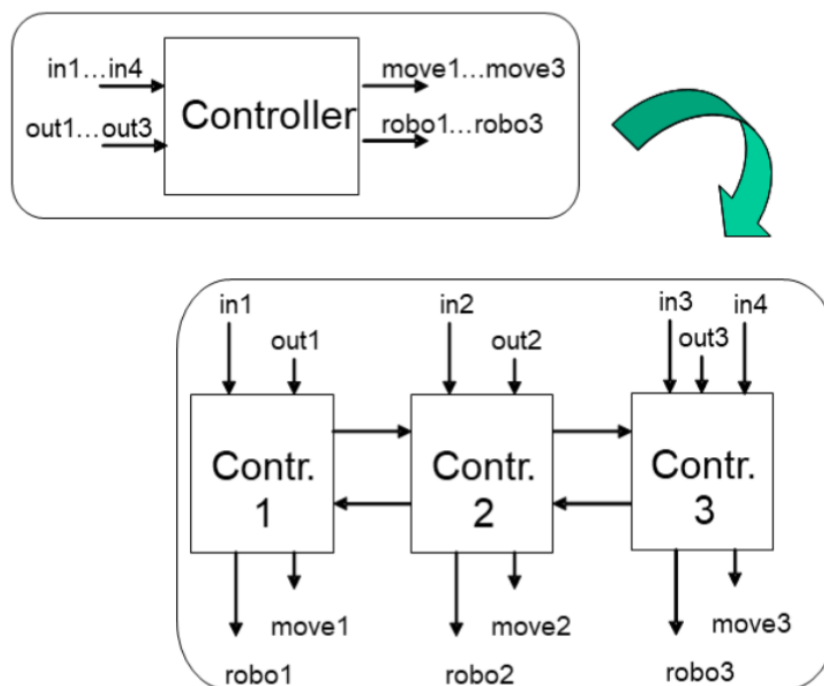 in1...in4
move1...move3
Controller
out1...out3
robo1...robo3
in1
in2
in3
in4
out1
out2
out3
Contr.
1
Contr.
2
Contr.
3
move1
move2
move3
robo1
robo2
robo3